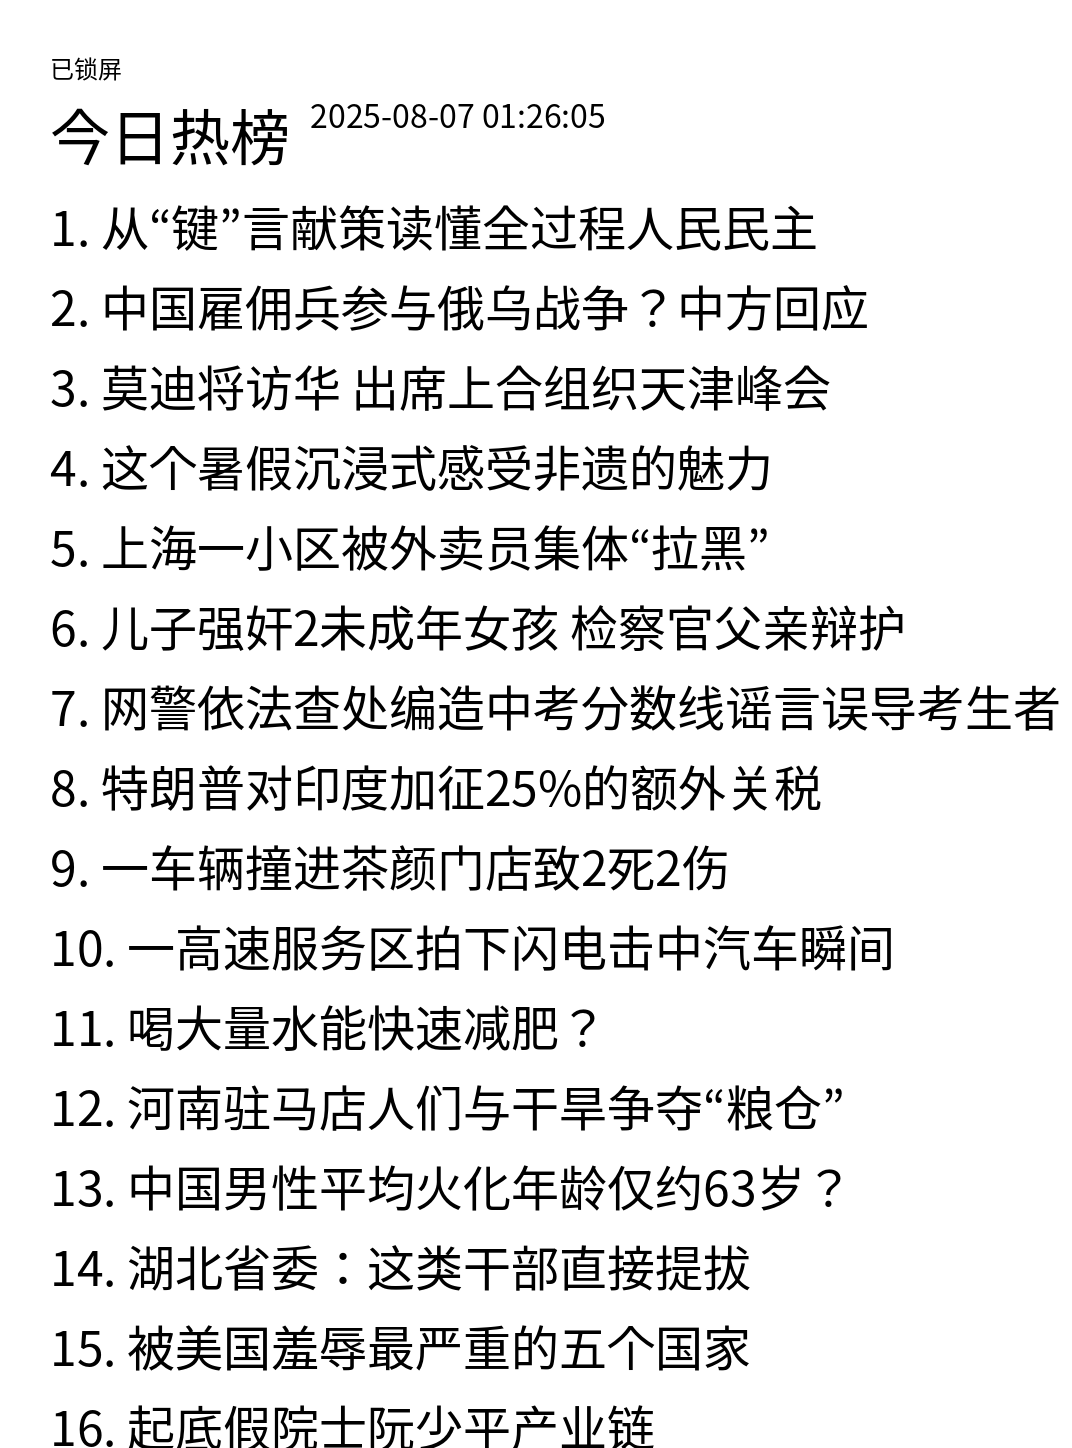 已锁屏
今日热榜 2025-08-07 01:26:05
1. 从“键”言献策读懂全过程人民民主
2. 中国雇佣兵参与俄乌战争？中方回应
3. 莫迪将访华 出席上合组织天津峰会
4. 这个暑假沉浸式感受非遗的魅力
5. 上海一小区被外卖员集体“拉黑”
6. 儿子强奸2未成年女孩 检察官父亲辩护
7. 网警依法查处编造中考分数线谣言误导考生者
8. 特朗普对印度加征25%的额外关税
9. 一车辆撞进茶颜门店致2死2伤
10. 一高速服务区拍下闪电击中汽车瞬间
11. 喝大量水能快速减肥？
12. 河南驻马店人们与干旱争夺“粮仓”
13. 中国男性平均火化年龄仅约63岁？
14. 湖北省委：这类干部直接提拔
15. 被美国羞辱最严重的五个国家
16. 起底假院士阮少平产业链